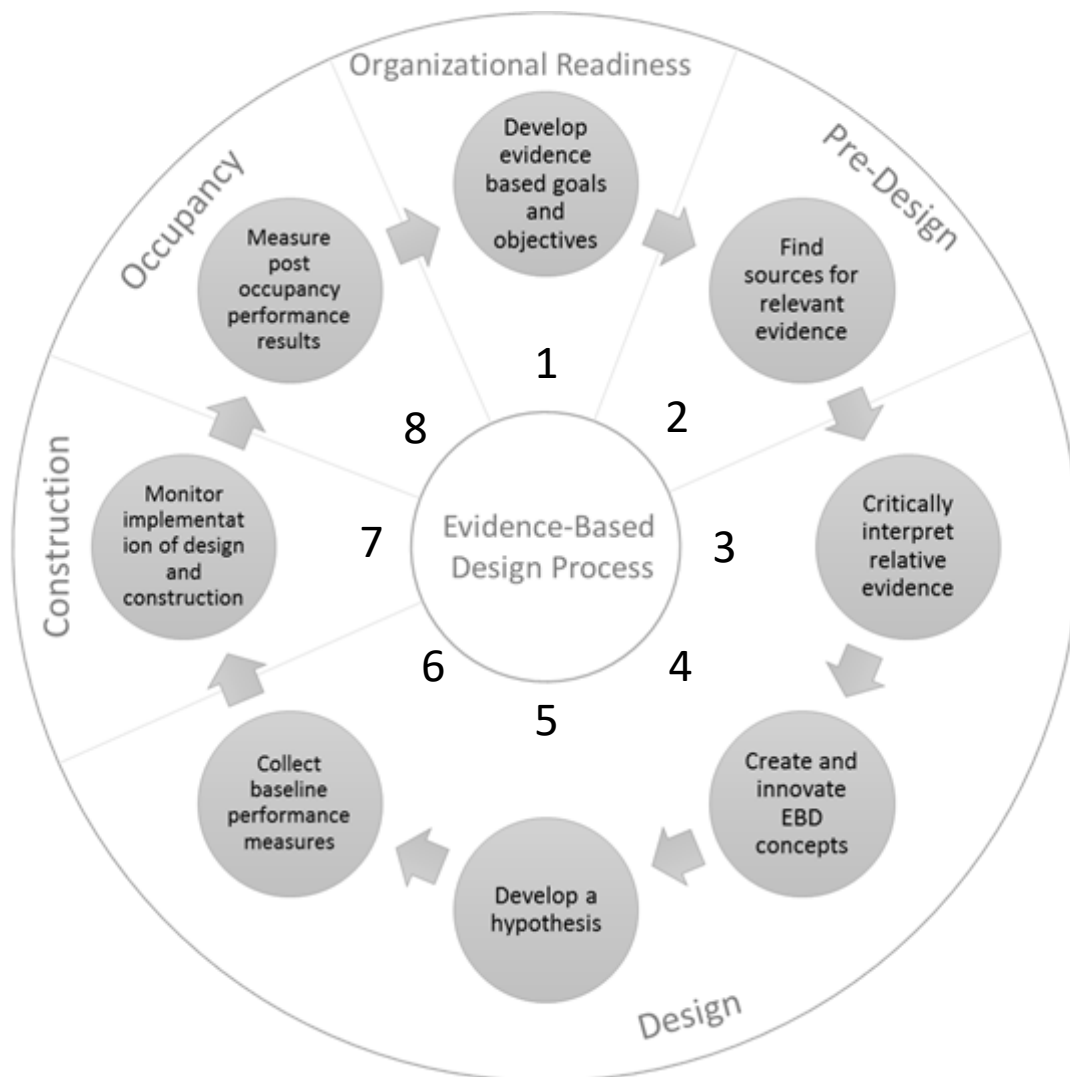 Organizational Readiness
Develop
evidence
based goals
and
objectives
1
Pre-Design
Find
sources for
relevant
evidence
2
Critically
interpret
relative
evidence
3
Create and
innovate
EBD
concepts
4
Develop a
hypothesis
5
Design
Collect
baseline
performance
measures
6
Construction
Monitor
implementat
ion of design
and
construction
7
Occupancy
Measure
post
occupancy
performance
results
8
Evidence-Based
Design Process